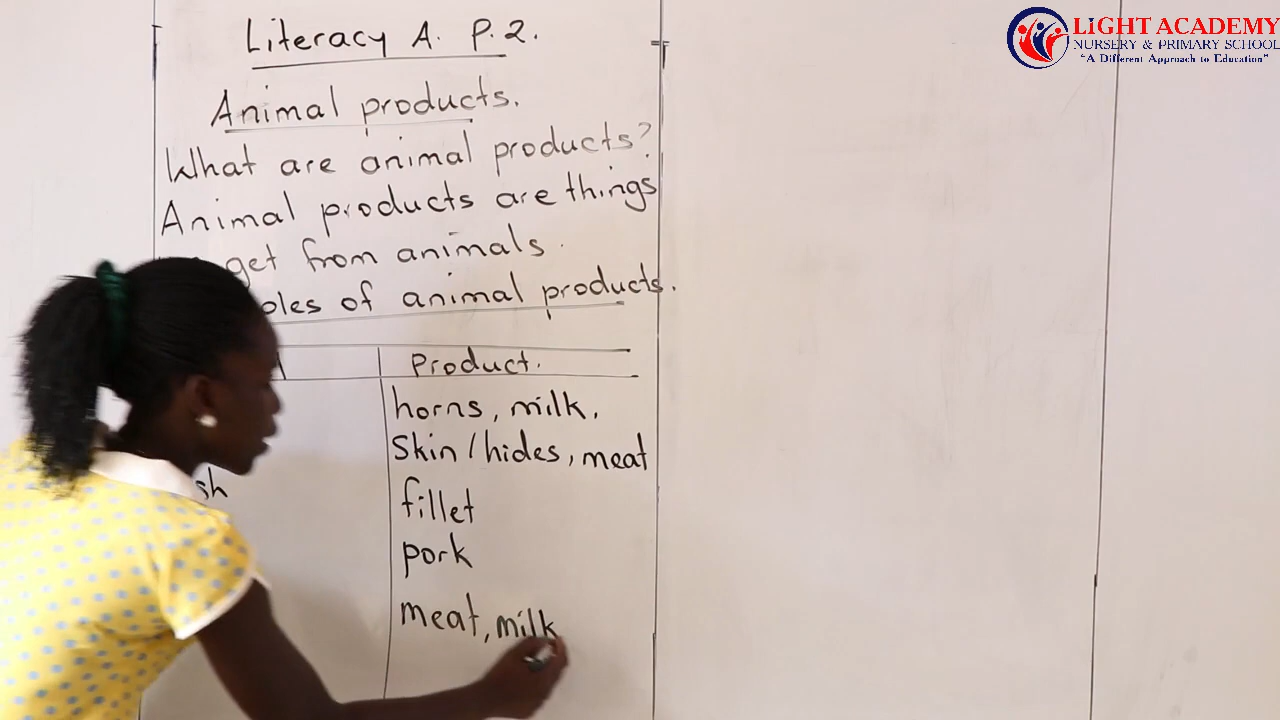 Literacy A. P.2.
Animal products.
What are animal products?
Animal products are things
get from animals.
of animal products.
Product.
horns, milk,
Skin / hides, meat
fillet
pork
meat, milk
LIGHT ACADEMY
NURSERY & PRIMARY SCHOOL
"A Different Approach to Education"